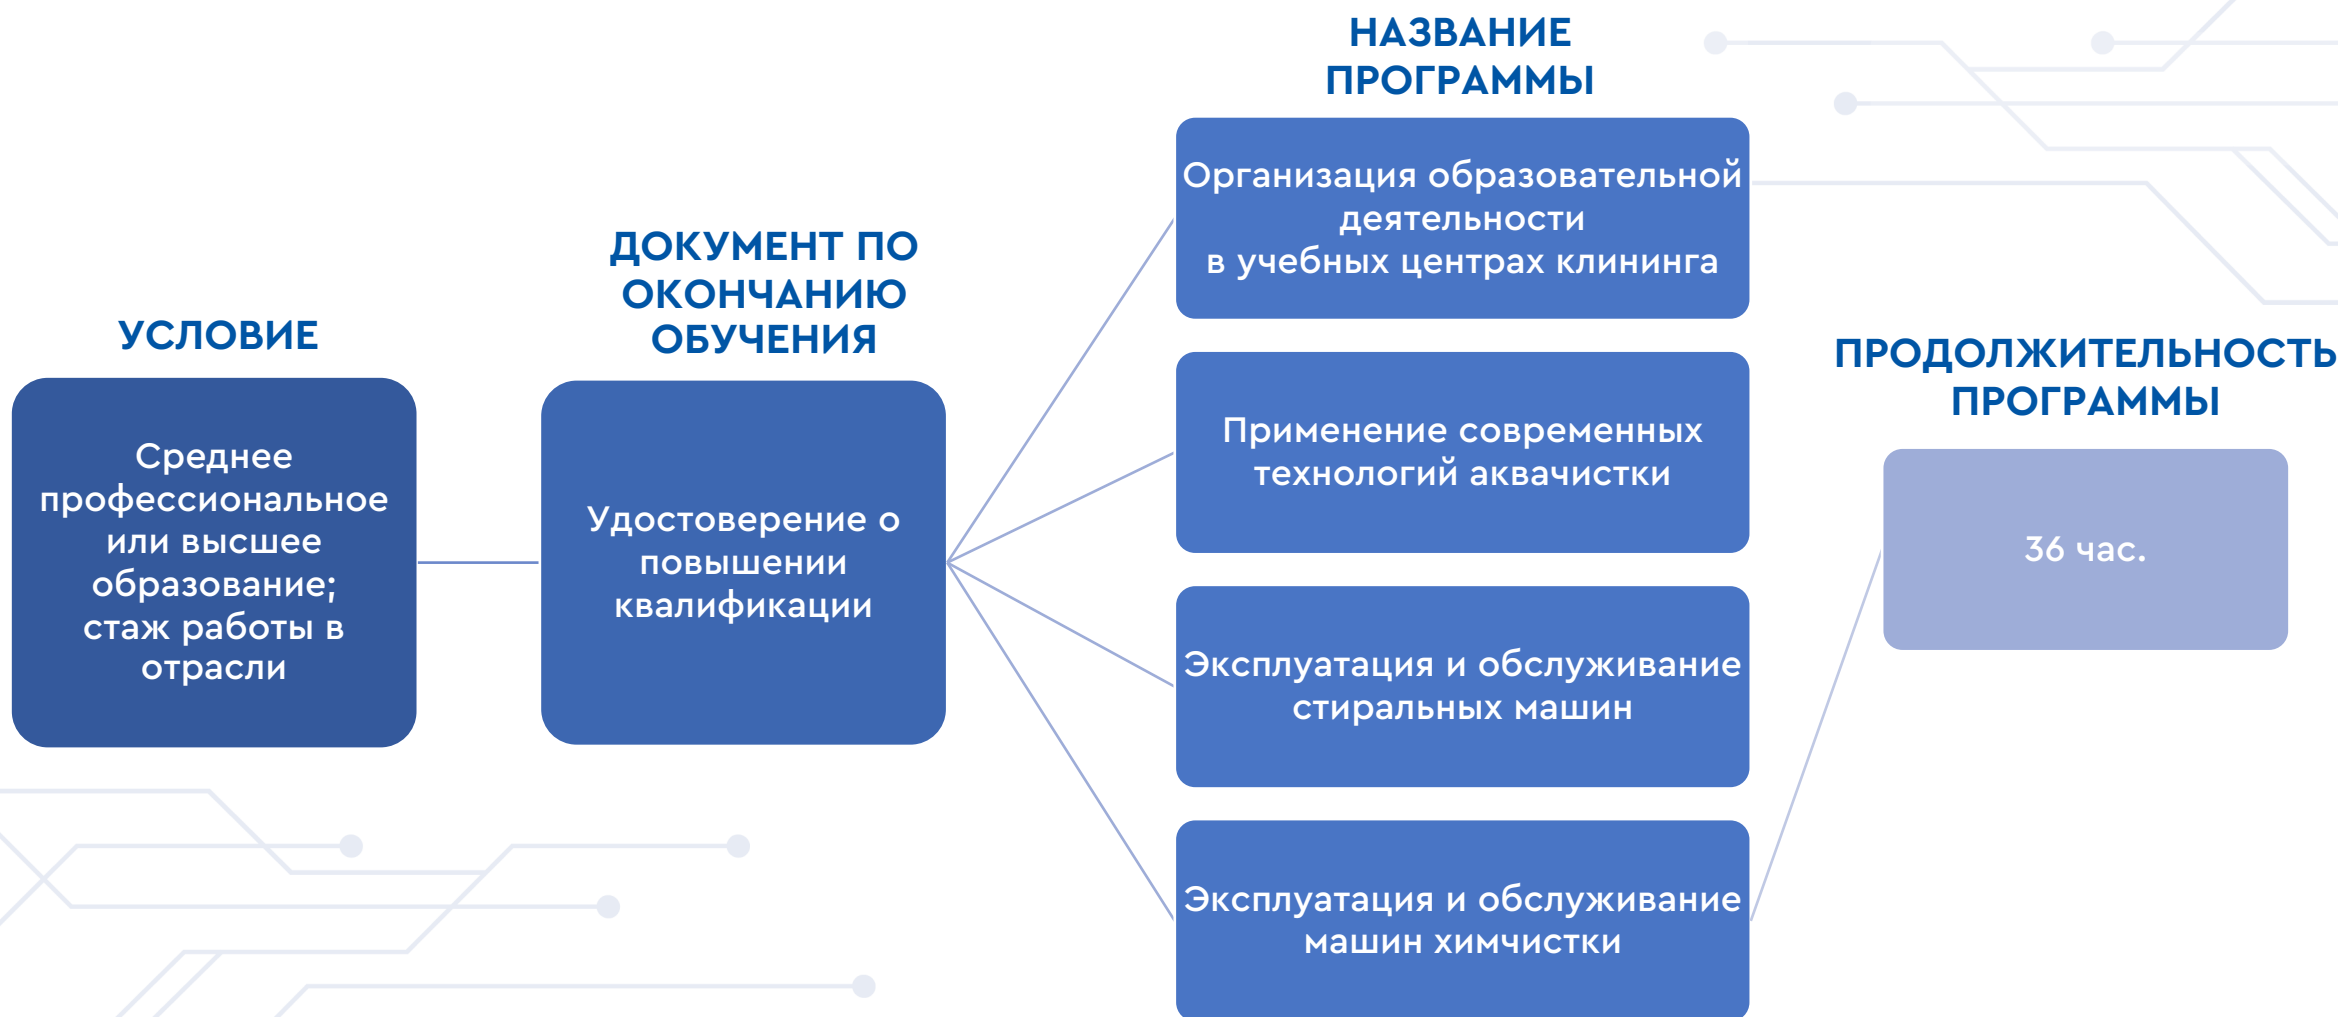 УСЛОВИЕ
Среднее
профессиональное
или высшее
образование;
стаж работы в
отрасли
ДОКУМЕНТ ПО
ОКОНЧАНИЮ
ОБУЧЕНИЯ
Удостоверение о
повышении
квалификации
НАЗВАНИЕ
ПРОГРАММЫ
Организация образовательной
деятельности
в учебных центрах клининга
Применение современных
технологий аквачистки
Эксплуатация и обслуживание
стиральных машин
Эксплуатация и обслуживание
машин химчистки
ПРОДОЛЖИТЕЛЬНОСТЬ
ПРОГРАММЫ
36 час.